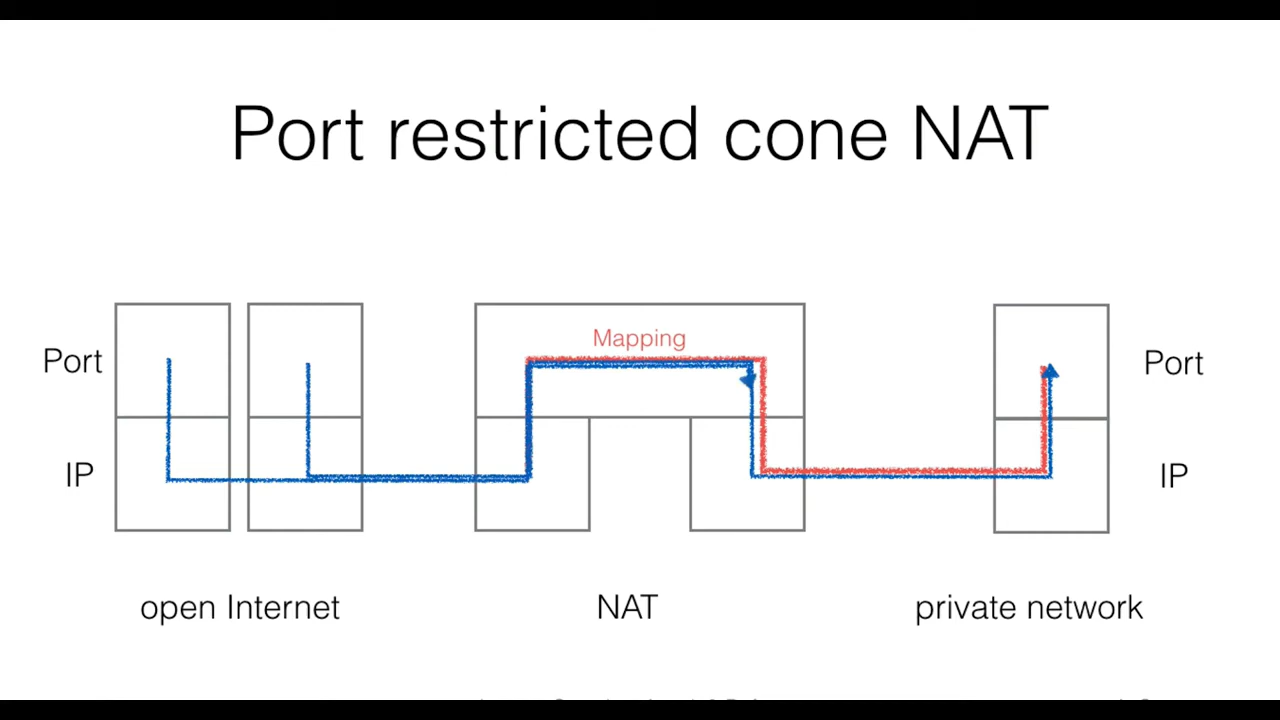 Port restricted cone NAT
Mapping
Port
Port
IP
IP
open Internet
NAT
private network